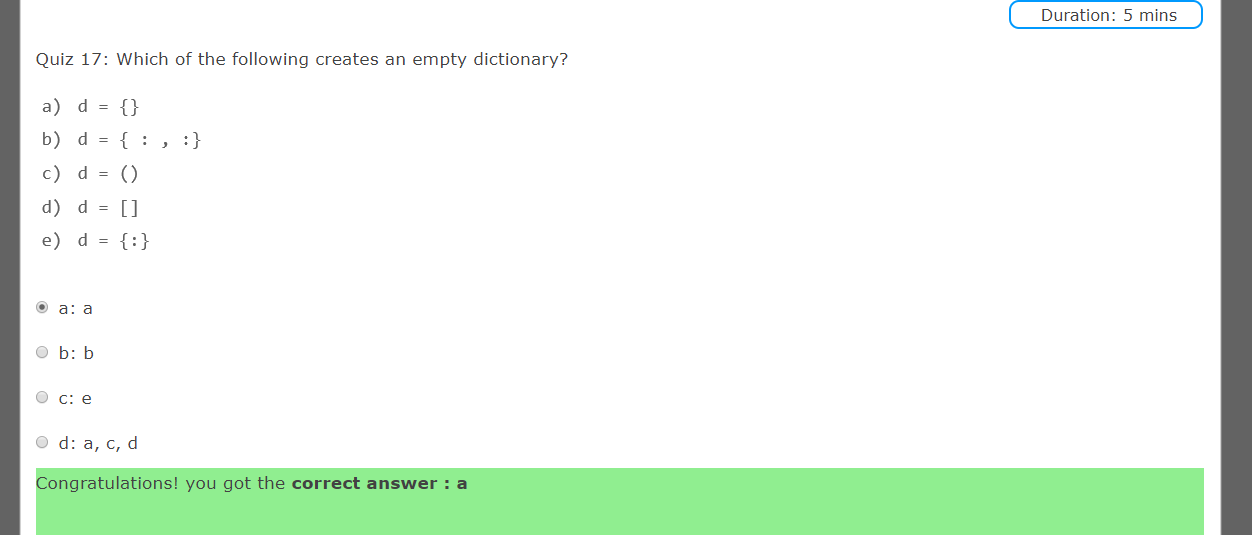 Duration: 5 mins
Quiz 17: Which of the following creates an empty dictionary?
a) d = {}
b) d = { : , :}
c) d = ()
d) d = []
e) d = {:}
a: a
b: b
c: e
d: a, c, d
Congratulations! you got the correct answer : a